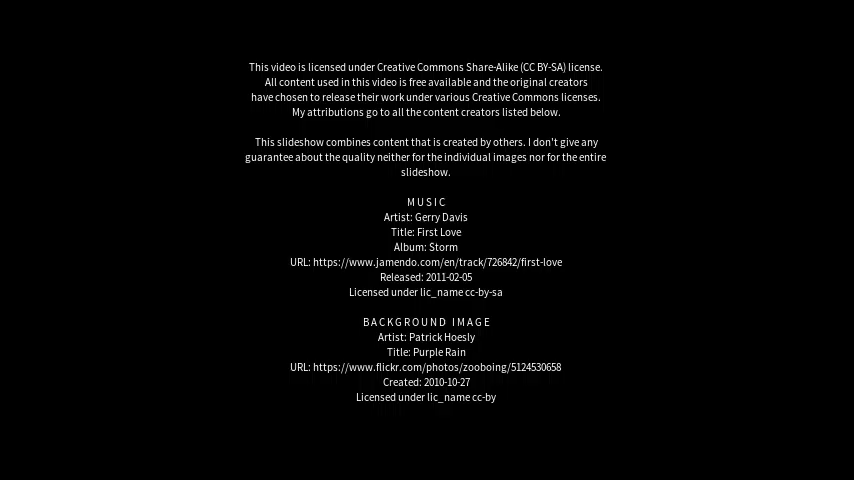 This video is licensed under Creative Commons Share-Alike (CC BY-SA) license.
All content used in this video is free available and the original creators
have chosen to release their work under various Creative Commons licenses.
My attributions go to all the content creators listed below.
This slideshow combines content that is created by others. I don't give any
guarantee about the quality neither for the individual images nor for the entire
slideshow.
MUSIC
Artist: Gerry Davis
Title: First Love
Album: Storm
URL: https://www.jamendo.com/en/track/726842/first-love
Released: 2011-02-05
Licensed under lic_name cc-by-sa
BACKGROUND IMAGE
Artist: Patrick Hoesly
Title: Purple Rain
URL: https://www.flickr.com/photos/zooboing/5124530658
Created: 2010-10-27
Licensed under lic_name cc-by